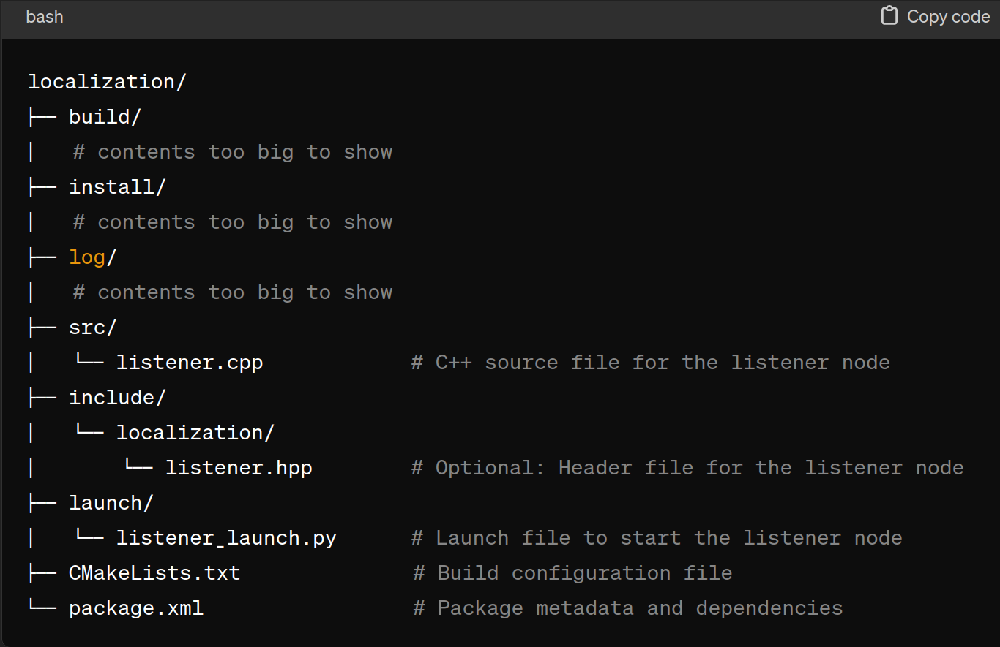 bash Copy code
localization/
├── build/
│   # contents too big to show
├── install/
│   # contents too big to show
├── log/
│   # contents too big to show
├── src/
│   └── listener.cpp            # C++ source file for the listener node
├── include/
│   └── localization/
│       └── listener.hpp        # Optional: Header file for the listener node
├── launch/
│   └── listener_launch.py      # Launch file to start the listener node
├── CMakeLists.txt              # Build configuration file
└── package.xml                 # Package metadata and dependencies